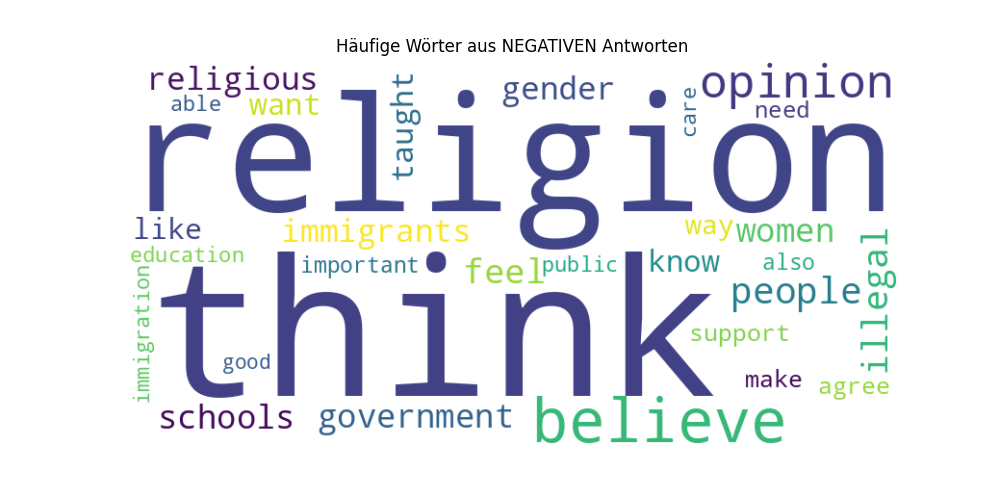 Häufige Wörter aus NEGATIVEN Antworten
religious
able
want
taught
gender
care
opinion
need
religion
like
immigrants
way
women
education
important
feel
public
know
also
illegal
immigration
think
people
good
support
make
agree
schools
government
believe